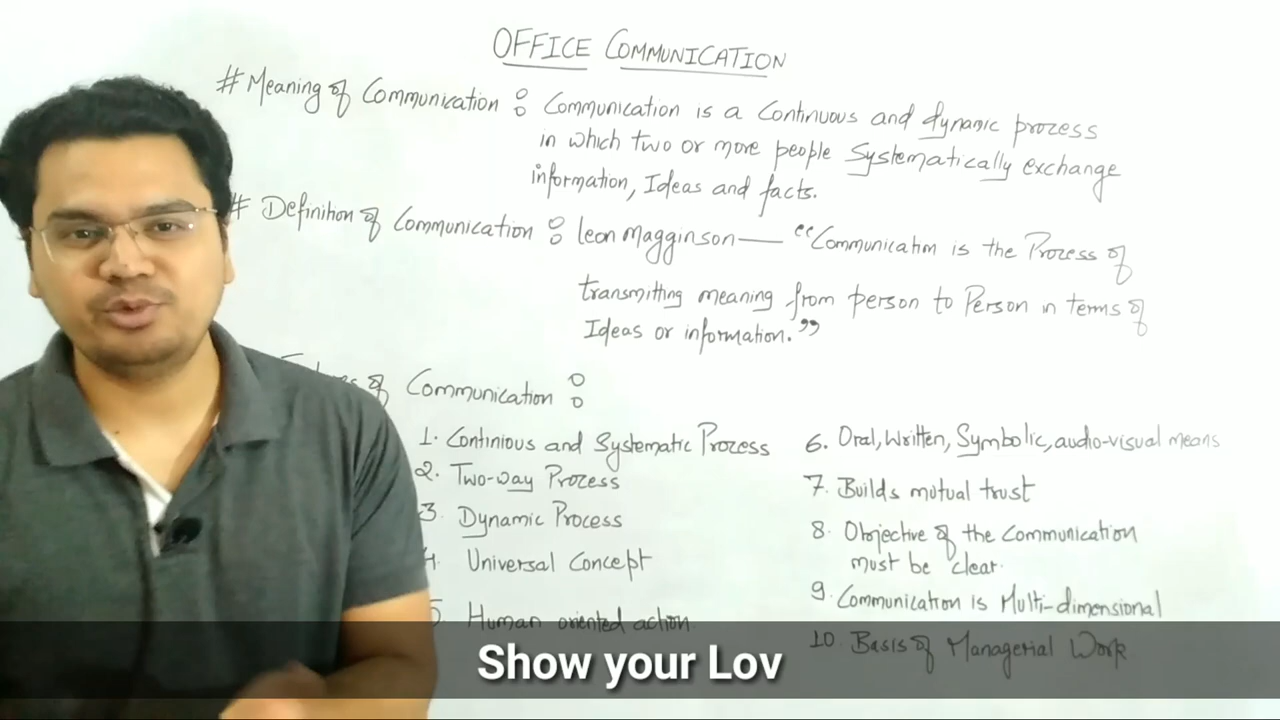 OFFICE COMMUNICATION
# Meaning of Communication : Communication is a Continuous and dynamic process
in which two or more people Systematically exchange
information, Ideas and facts.
# Definition of Communication : leon Magginson — "Communication is the Process of
transmitting meaning from person to Person in terms of
Ideas or information."
of Communication :
1. Continious and Systematic Process
2. Two-way Process
3. Dynamic Process
4. Universal Concept
5. Human oriented action.
6. Oral, Written, Symbolic, audio-visual means
7. Builds mutual trust
8. Objective of the Communication
must be clear.
9. Communication is Multi-dimensional
10. Basis of Managerial Work
Show your Lov